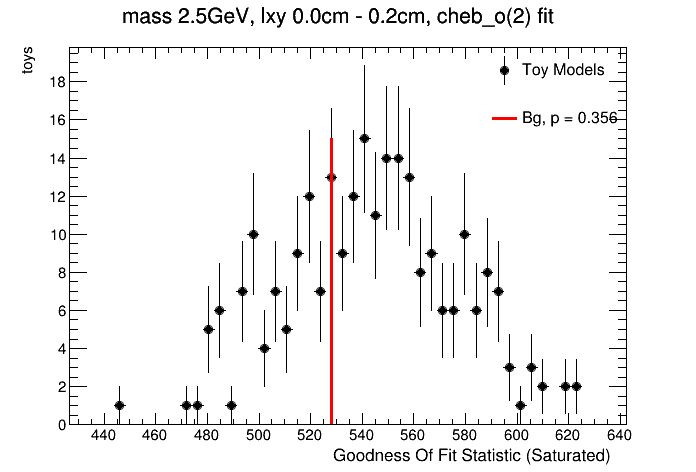 mass 2.5GeV, lxy 0.0cm - 0.2cm, cheb_o(2) fit
toys
Toy Models
Bg, p = 0.356
18
16
14
12
10
8
6
4
2
0
440 460 480 500 520 540 560 580 600 620 640
Goodness Of Fit Statistic (Saturated)